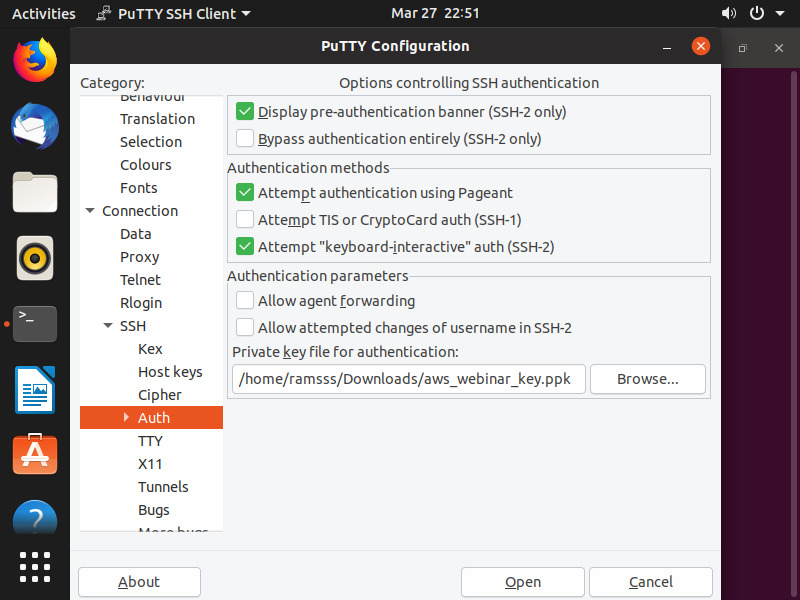 Activities PuTTY SSH Client Mar 27 22:51
PuTTY Configuration
Category:
Options controlling SSH authentication
Behaviour
Translation
Selection
Colours
Fonts
Connection
Data
Proxy
Telnet
Rlogin
SSH
Kex
Host keys
Cipher
Auth
TTY
X11
Tunnels
Bugs
More bugs
Display pre-authentication banner (SSH-2 only)
Bypass authentication entirely (SSH-2 only)
Authentication methods
Attempt authentication using Pageant
Attempt TIS or CryptoCard auth (SSH-1)
Attempt "keyboard-interactive" auth (SSH-2)
Authentication parameters
Allow agent forwarding
Allow attempted changes of username in SSH-2
Private key file for authentication:
/home/ramsss/Downloads/aws_webinar_key.ppk Browse...
About Open Cancel